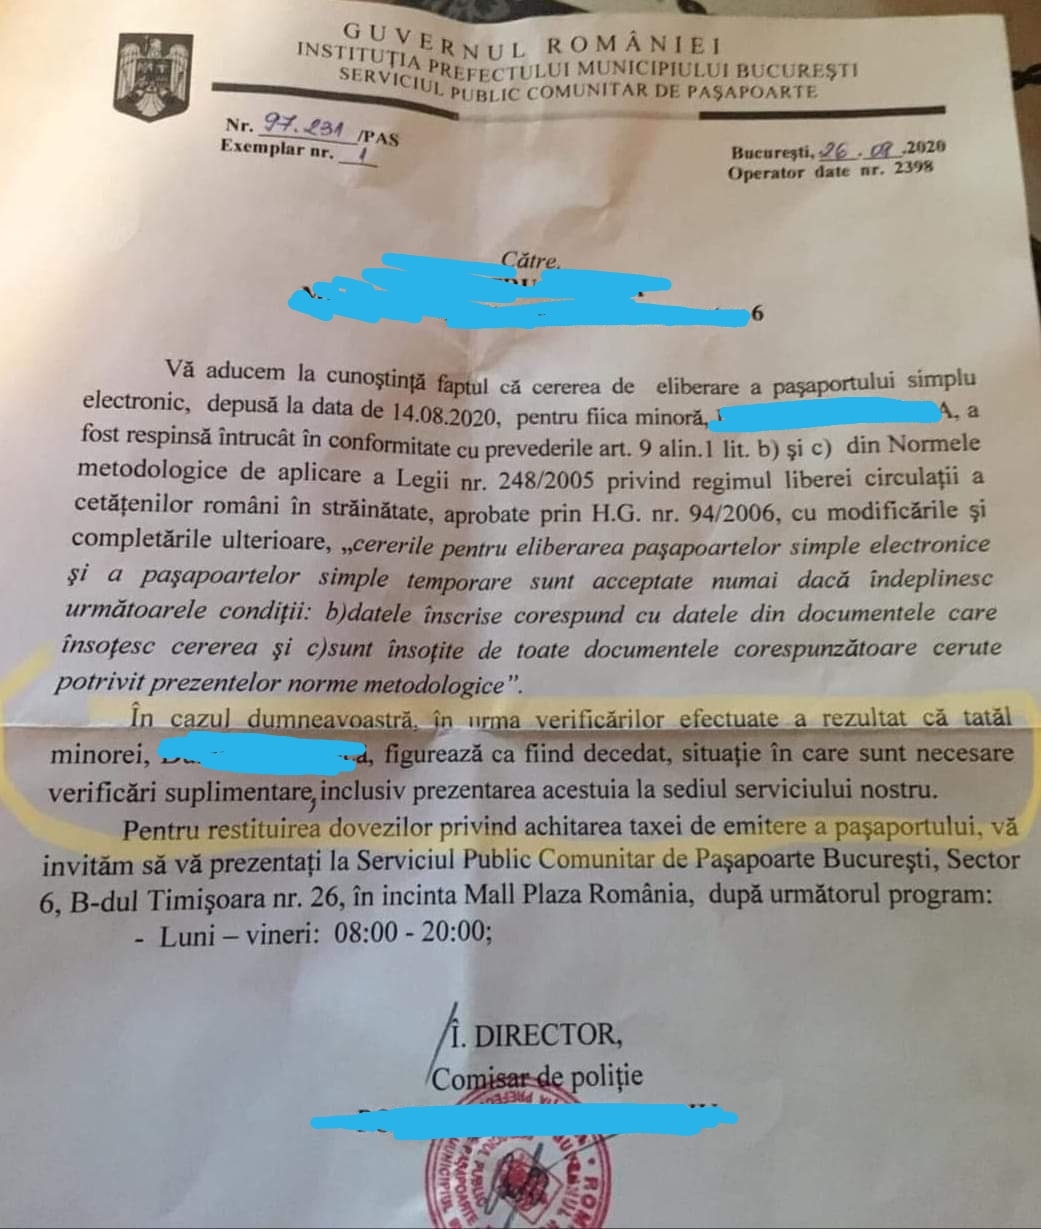 GUVERNUL ROMÂNIEI
INSTITUȚIA PREFECTULUI MUNICIPIULUI BUCUREȘTI
SERVICIUL PUBLIC COMUNITAR DE PAȘAPOARTE
Nr. 97.231 /PAS
Exemplar nr. 1
București, 26.08.2020
Operator date nr. 2398
Către,
6
Vă aducem la cunoștință faptul că cererea de eliberare a pașaportului simplu
electronic, depusă la data de 14.08.2020, pentru fiica minoră, A, a
fost respinsă întrucât în conformitate cu prevederile art. 9 alin.1 lit. b) și c) din Normele
metodologice de aplicare a Legii nr. 248/2005 privind regimul liberei circulații a
cetățenilor români în străinătate, aprobate prin H.G. nr. 94/2006, cu modificările și
completările ulterioare, „cererile pentru eliberarea pașapoartelor simple electronice
și a pașapoartelor simple temporare sunt acceptate numai dacă îndeplinesc
următoarele condiții: b)datele înscrise corespund cu datele din documentele care
însoțesc cererea și c)sunt însoțite de toate documentele corespunzătoare cerute
potrivit prezentelor norme metodologice”.
În cazul dumneavoastră, în urma verificărilor efectuate a rezultat că tatăl
minorei, a, figurează ca fiind decedat, situație în care sunt necesare
verificări suplimentare, inclusiv prezentarea acestuia la sediul serviciului nostru.
Pentru restituirea dovezilor privind achitarea taxei de emitere a pașaportului, vă
invităm să vă prezentați la Serviciul Public Comunitar de Pașapoarte București, Sector
6, B-dul Timișoara nr. 26, în incinta Mall Plaza România, după următorul program:
- Luni – vineri: 08:00 - 20:00;
Î. DIRECTOR,
Comisar de poliție